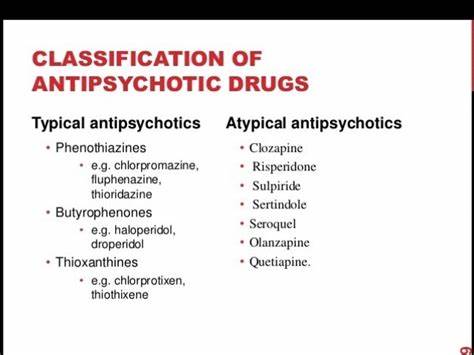 CLASSIFICATION OF
ANTIPSYCHOTIC DRUGS
Typical antipsychotics
• Phenothiazines
• e.g. chlorpromazine,
fluphenazine,
thioridazine
• Butyrophenones
• e.g. haloperidol,
droperidol
• Thioxanthines
• e.g. chlorprotixen,
thiothixene
Atypical antipsychotics
• Clozapine
• Risperidone
• Sulpiride
• Sertindole
• Seroquel
• Olanzapine
• Quetiapine.